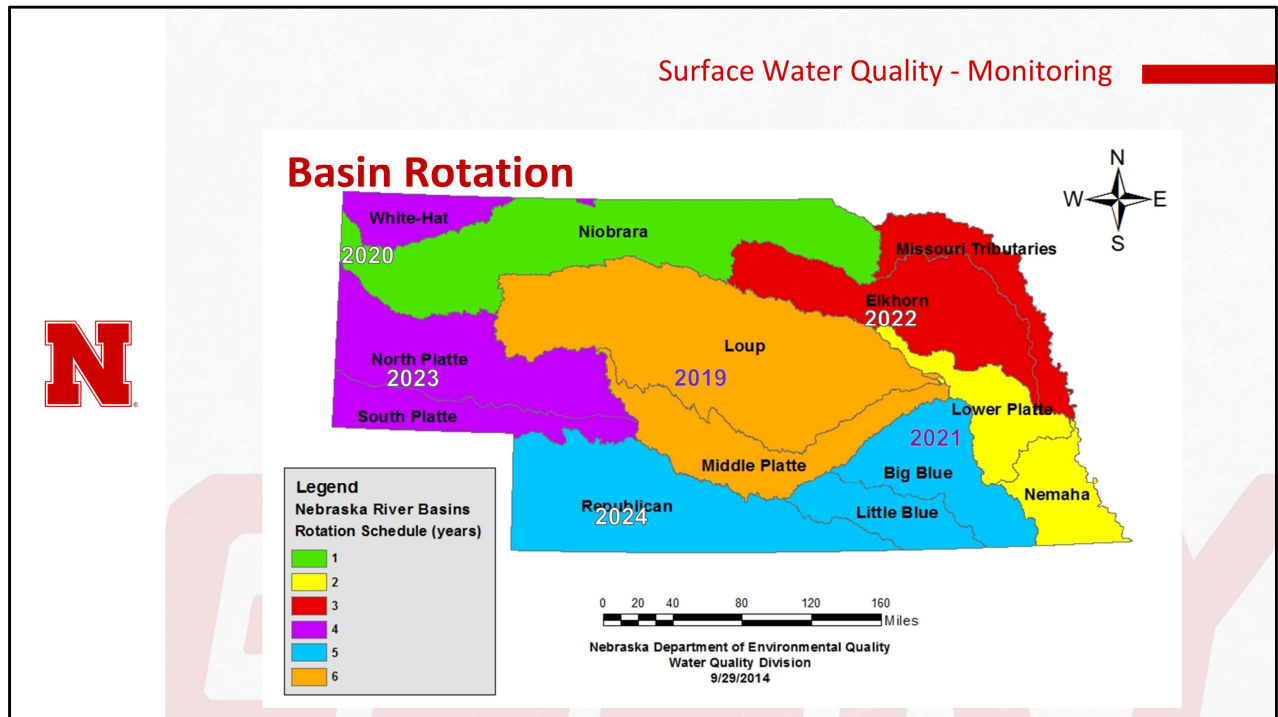 Surface Water Quality - Monitoring
Basin Rotation
N
W E
S
White-Hat
Niobrara
2020
Missouri Tributaries
Elkhorn
2022
Loup
North Platte
2023
2019
South Platte
Lower Platte
2021
Middle Platte
Big Blue
Nemaha
Republican
2024
Little Blue
Legend
Nebraska River Basins
Rotation Schedule (years)
1
2
3
4
5
6
0 20 40 80 120 160
Miles
Nebraska Department of Environmental Quality
Water Quality Division
9/29/2014
N